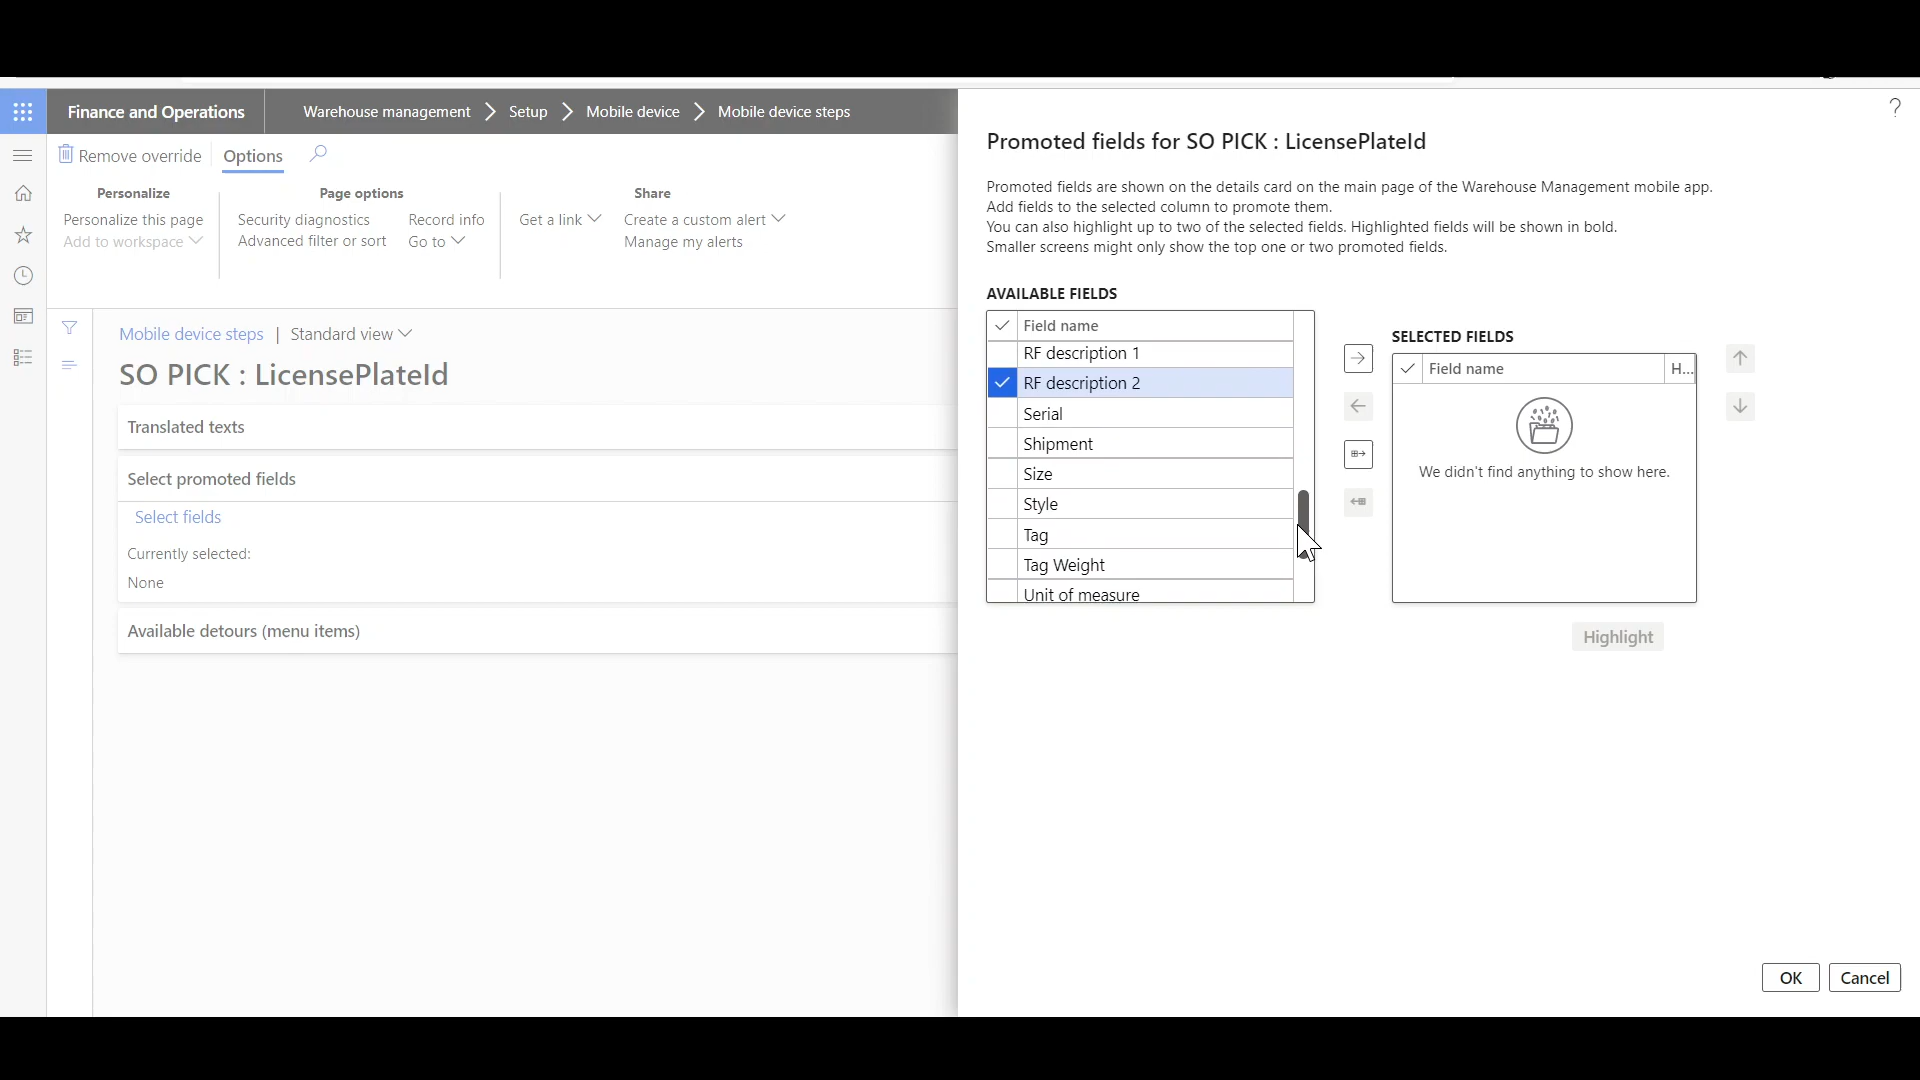 Finance and Operations
Warehouse management
Setup
Mobile device
Mobile device steps
?
Remove override
Options
Personalize
Personalize this page
Add to workspace
Page options
Security diagnostics
Record info
Advanced filter or sort
Go to
Share
Get a link
Create a custom alert
Manage my alerts
Mobile device steps | Standard view
SO PICK : LicensePlateId
Translated texts
Select promoted fields
Select fields
Currently selected:
None
Available detours (menu items)
Promoted fields for SO PICK : LicensePlateId
Promoted fields are shown on the details card on the main page of the Warehouse Management mobile app.
Add fields to the selected column to promote them.
You can also highlight up to two of the selected fields. Highlighted fields will be shown in bold.
Smaller screens might only show the top one or two promoted fields.
AVAILABLE FIELDS
Field name
RF description 1
RF description 2
Serial
Shipment
Size
Style
Tag
Tag Weight
Unit of measure
SELECTED FIELDS
Field name
H...
We didn't find anything to show here.
Highlight
OK
Cancel